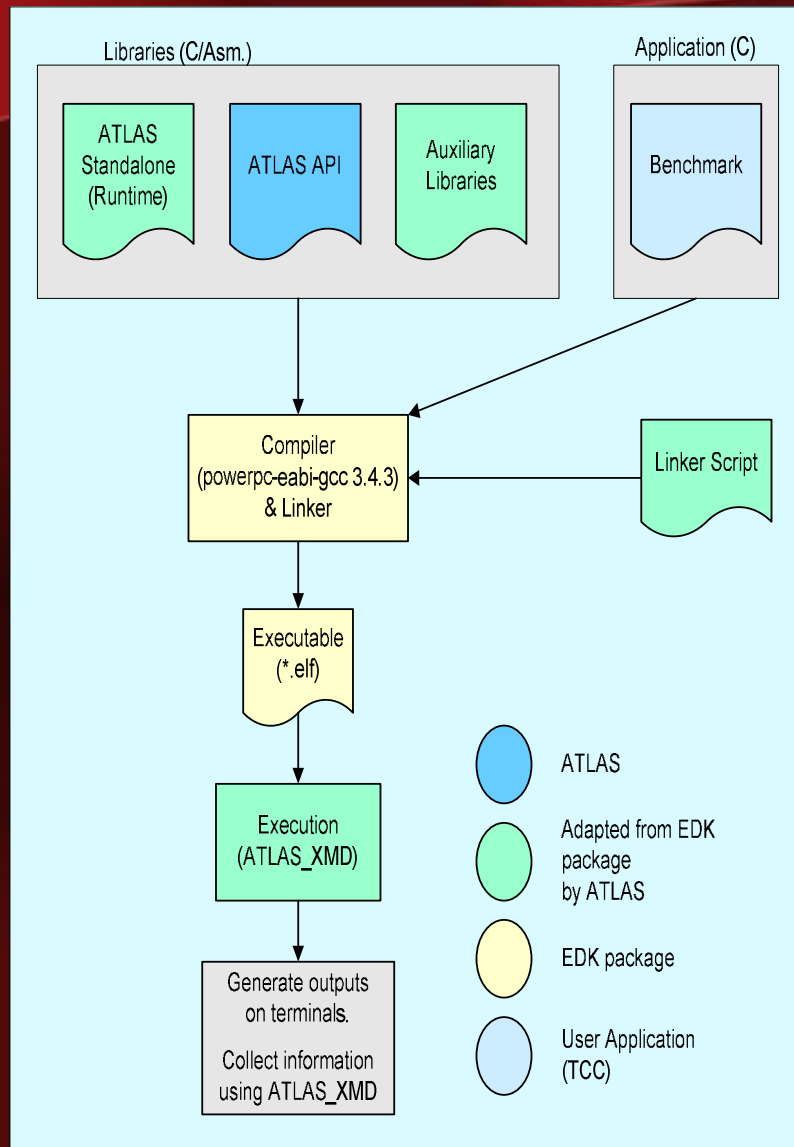 Libraries (C/Asm.)
Application (C)
ATLAS
Standalone
(Runtime)
ATLAS API
Auxiliary
Libraries
Benchmark
Compiler
(powerpc-eabi-gcc 3.4.3)
& Linker
Linker Script
Executable
(*.elf)
Execution
(ATLAS_XMD)
Generate outputs
on terminals.
Collect information
using ATLAS_XMD
ATLAS
Adapted from EDK
package
by ATLAS
EDK package
User Application
(TCC)